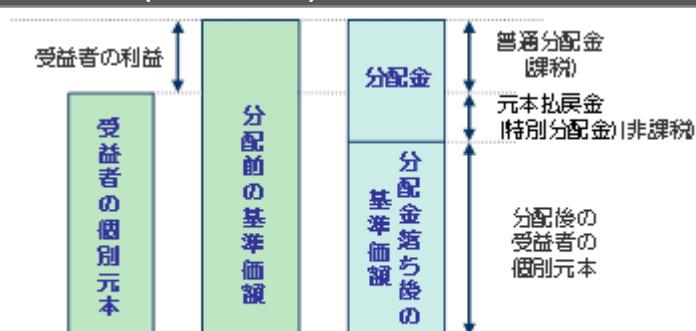 受益者の利益
受益者の個別元本
分配前の基準価額
分配金
分配金落ち後の
基準価額
普通分配金
(課税)
元本払戻金
(特別分配金)(非課税)
分配後の
受益者の
個別元本